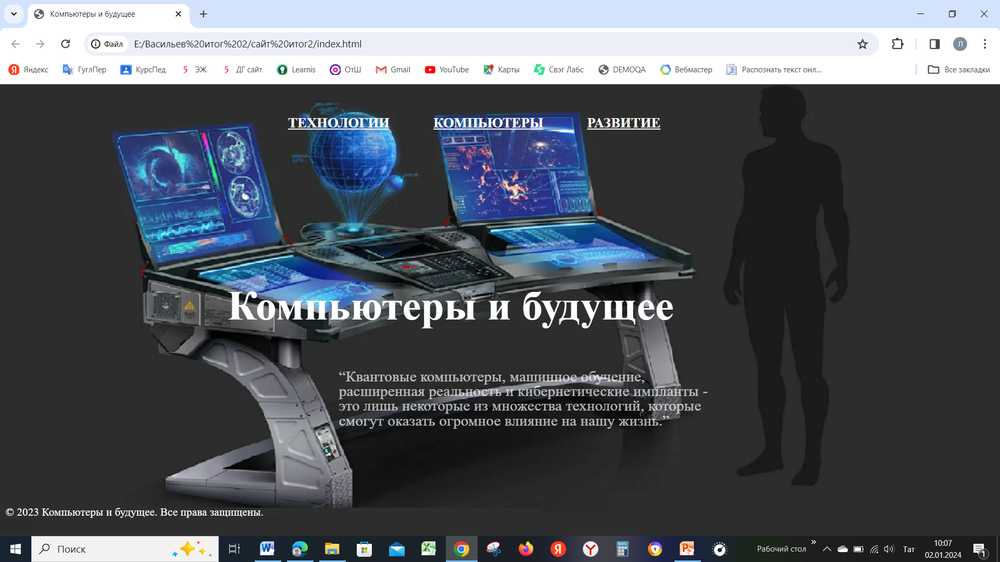 Компьютеры и будущее
Файл
E:/Васильев%20итог%202/сайт%20итог2/index.html
Л
Яндекс
ГуглПер
КурсПед
5 ЭЖ
5 ДГ сайт
Learnis
ОтШ
Gmail
YouTube
Карты
Свэг Лабс
DEMOQA
Вебмастер
Распознать текст онл...
Все закладки
ТЕХНОЛОГИИ
КОМПЬЮТЕРЫ
РАЗВИТИЕ
Компьютеры и будущее
“Квантовые компьютеры, машинное обучение,
расширенная реальность и кибернетические импланты -
это лишь некоторые из множества технологий, которые
смогут оказать огромное влияние на нашу жизнь.”
© 2023 Компьютеры и будущее. Все права защищены.
Поиск
Рабочий стол
Тат
10:07
02.01.2024
1